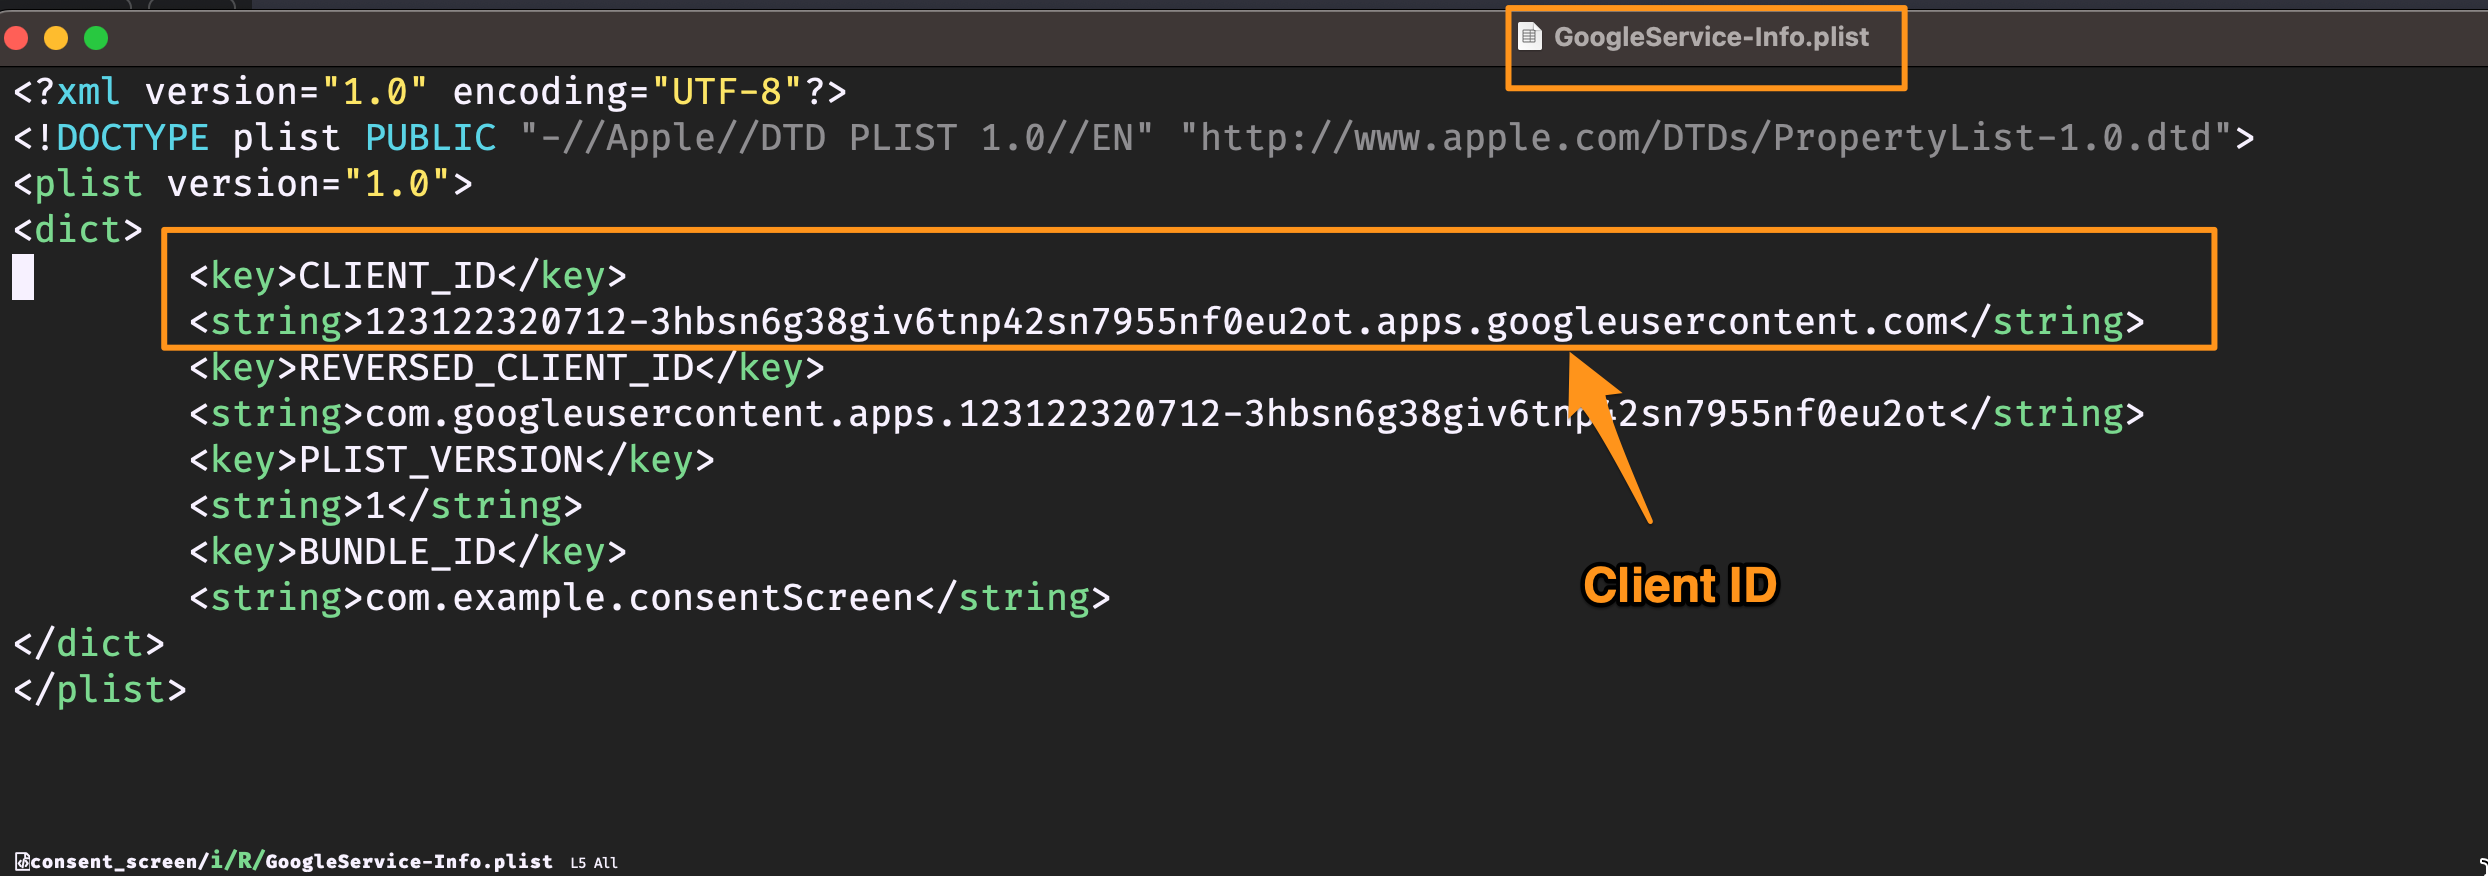 GoogleService-Info.plist
<?xml version="1.0" encoding="UTF-8"?>
<!DOCTYPE plist PUBLIC "-//Apple//DTD PLIST 1.0//EN" "http://www.apple.com/DTDs/PropertyList-1.0.dtd">
<plist version="1.0">
<dict>
<key>CLIENT_ID</key>
<string>123122320712-3hbsn6g38giv6tnp42sn7955nf0eu2ot.apps.googleusercontent.com</string>
<key>REVERSED_CLIENT_ID</key>
<string>com.googleusercontent.apps.123122320712-3hbsn6g38giv6tnp42sn7955nf0eu2ot</string>
<key>PLIST_VERSION</key>
<string>1</string>
<key>BUNDLE_ID</key>
<string>com.example.consentScreen</string>
</dict>
</plist>
Client ID
consent_screen/i/R/GoogleService-Info.plist L5 All